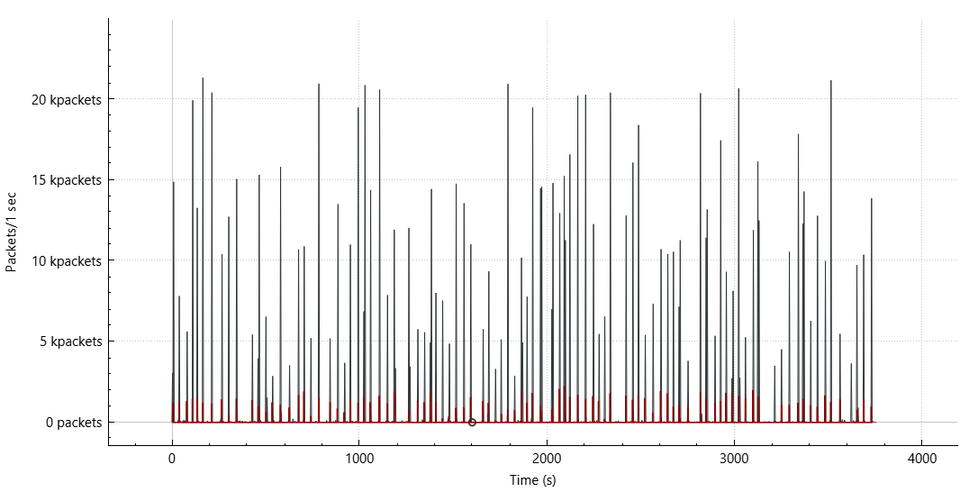 20 kpackets
15 kpackets
10 kpackets
5 kpackets
0 packets
Packets/1 sec
0 1000 2000 3000 4000
Time (s)